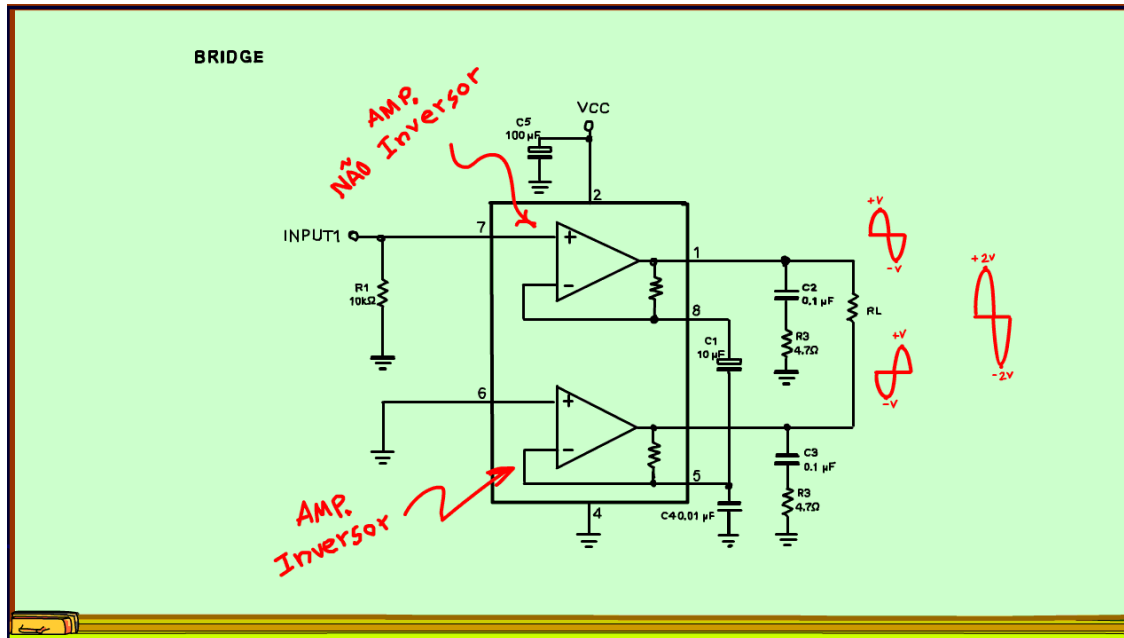 BRIDGE
AMP.
NÃO Inversor
VCC
C5
100 µF
2
INPUT1
7
+
-
1
R1
10kΩ
8
C1
10 µF
C2
0.1 µF
R3
4.7Ω
RL
+V
-V
+2V
-2V
+V
-V
6
+
-
5
C3
0.1 µF
R3
4.7Ω
C4 0.01 µF
4
AMP.
Inversor